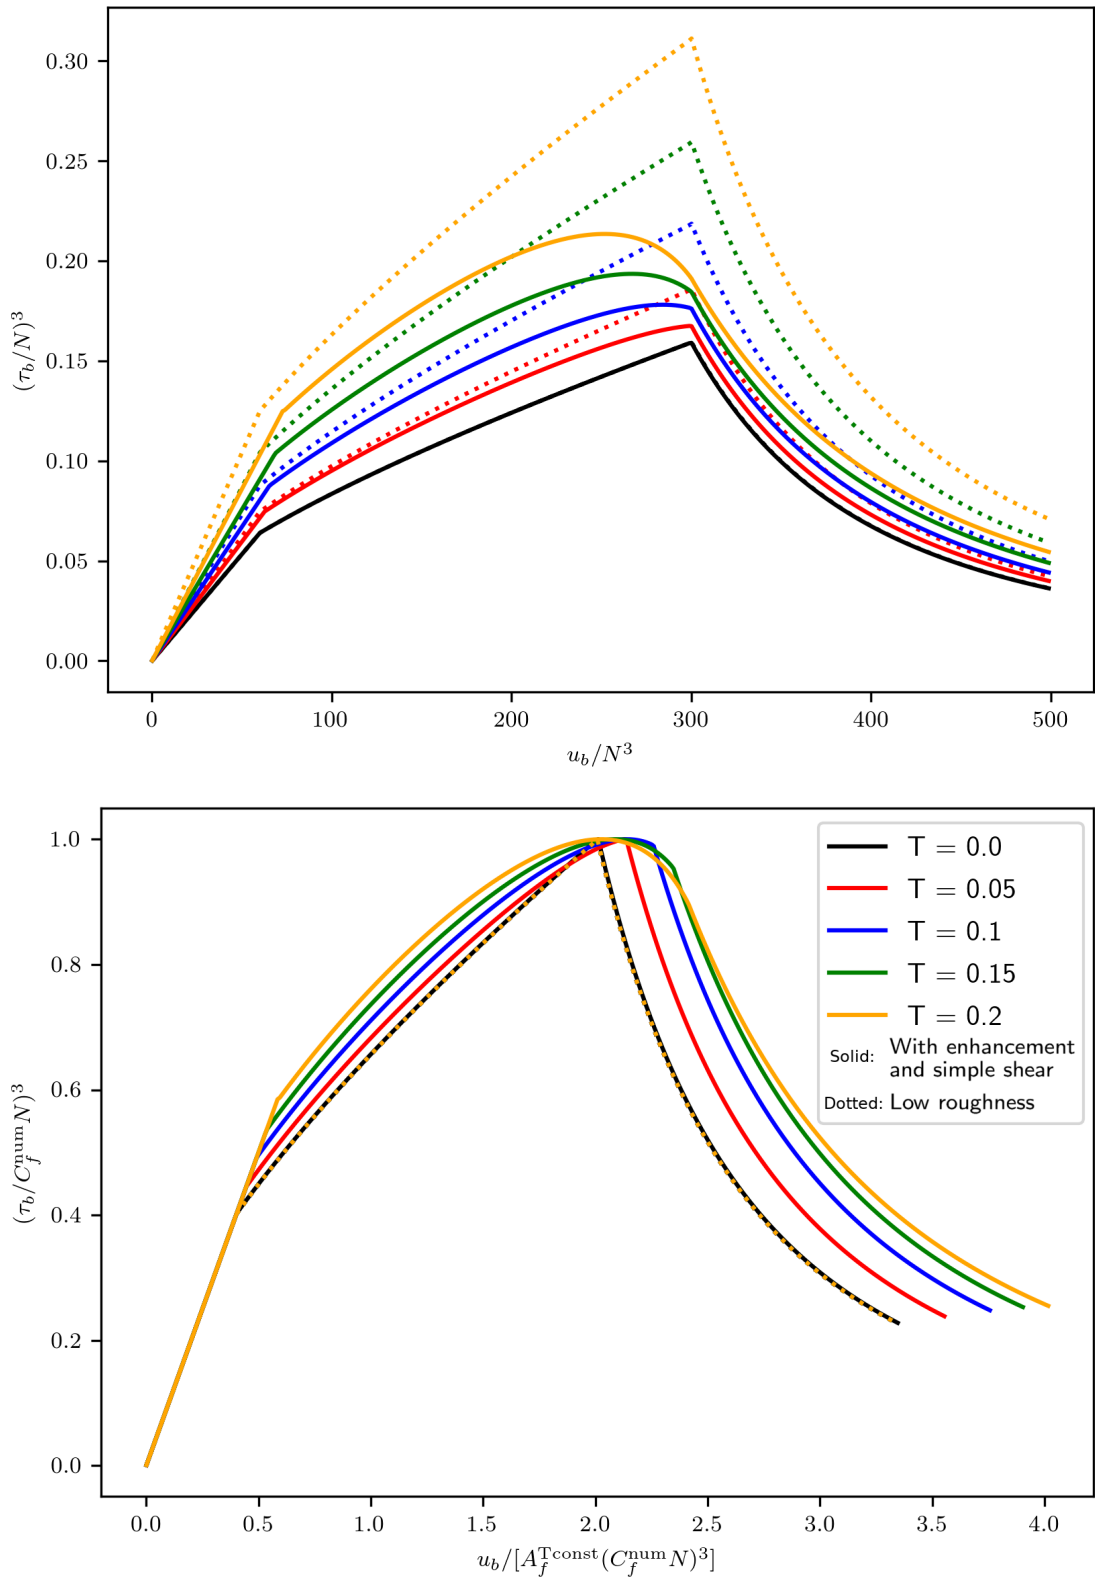 0.30
0.25
0.20
0.15
0.10
0.05
0.00
(τ_b/N)^3
0 100 200 300 400 500
u_b/N^3
1.0
0.8
0.6
0.4
0.2
0.0
(τ_b/C_f^num N)^3
T = 0.0
T = 0.05
T = 0.1
T = 0.15
T = 0.2
Solid: With enhancement
and simple shear
Dotted: Low roughness
0.0 0.5 1.0 1.5 2.0 2.5 3.0 3.5 4.0
u_b/[A_f^Tconst(C_f^num N)^3]